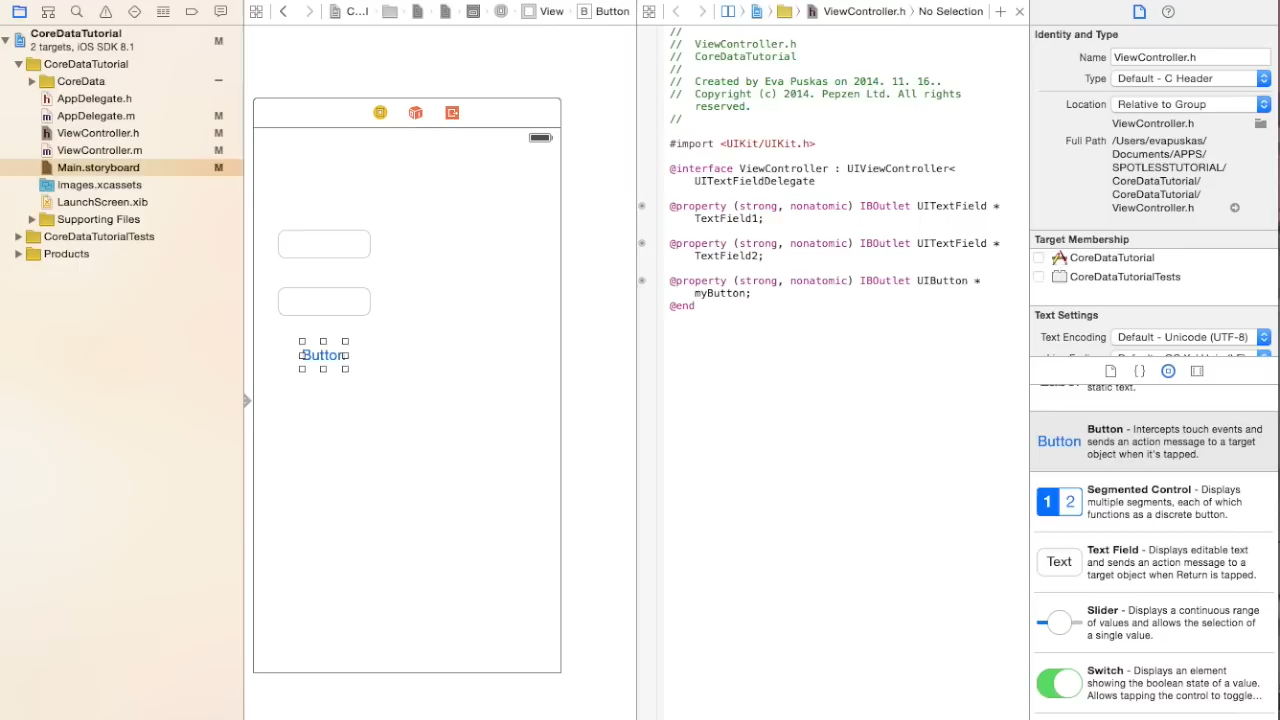 CoreDataTutorial
2 targets, iOS SDK 8.1
M
CoreDataTutorial
CoreData
AppDelegate.h
AppDelegate.m
M
ViewController.h
M
ViewController.m
M
Main.storyboard
M
Images.xcassets
LaunchScreen.xib
Supporting Files
CoreDataTutorialTests
Products
C...l
View
B Button
Button
ViewController.h
No Selection
//
// ViewController.h
// CoreDataTutorial
//
// Created by Eva Puskas on 2014. 11. 16..
// Copyright (c) 2014. Pepzen Ltd. All rights
reserved.
//
#import <UIKit/UIKit.h>
@interface ViewController : UIViewController<
UITextFieldDelegate
@property (strong, nonatomic) IBOutlet UITextField *
TextField1;
@property (strong, nonatomic) IBOutlet UITextField *
TextField2;
@property (strong, nonatomic) IBOutlet UIButton *
myButton;
@end
Identity and Type
Name ViewController.h
Type Default - C Header
Location Relative to Group
ViewController.h
Full Path /Users/evapuskas/
Documents/APPS/
SPOTLESSTUTORIAL/
CoreDataTutorial/
CoreDataTutorial/
ViewController.h
Target Membership
CoreDataTutorial
CoreDataTutorialTests
Text Settings
Text Encoding Default - Unicode (UTF-8)
static text.
Button
Button - Intercepts touch events and
sends an action message to a target
object when it's tapped.
1 2
Segmented Control - Displays
multiple segments, each of which
functions as a discrete button.
Text
Text Field - Displays editable text
and sends an action message to a
target object when Return is tapped.
Slider - Displays a continuous range
of values and allows the selection of
a single value.
Switch - Displays an element
showing the boolean state of a value.
Allows tapping the control to toggle...